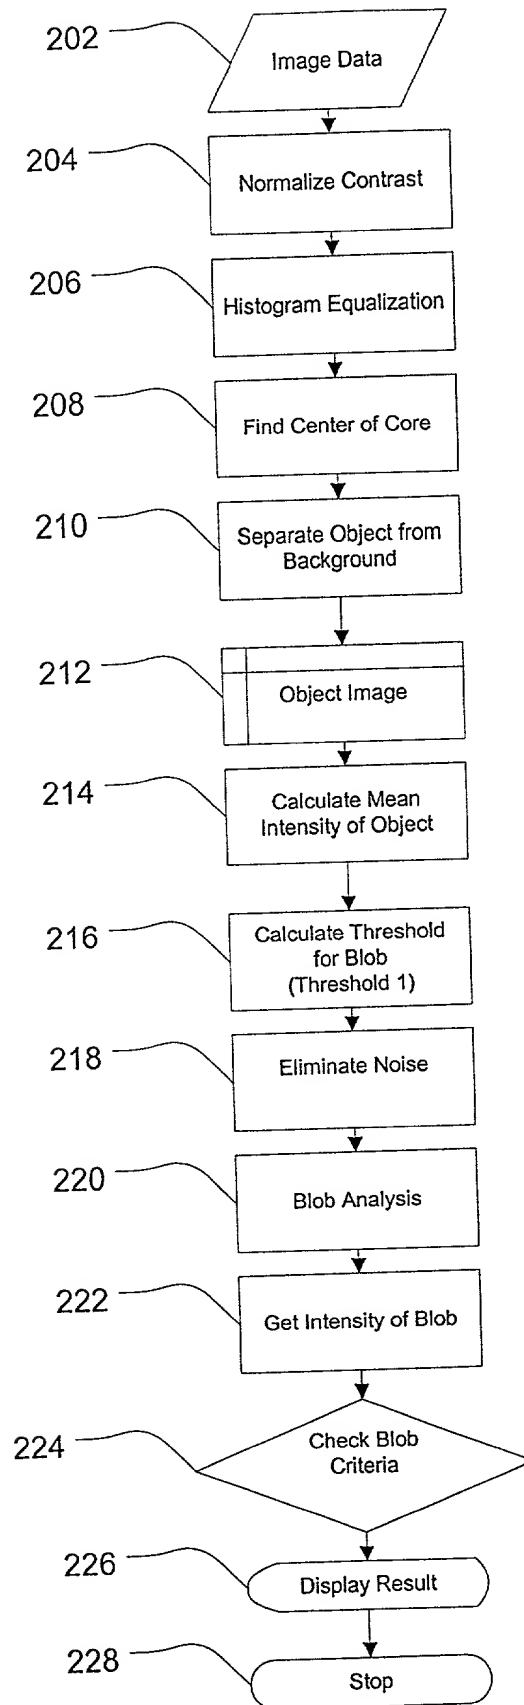 202
Image Data
204
Normalize Contrast
206
Histogram Equalization
208
Find Center of Core
210
Separate Object from
Background
212
Object Image
214
Calculate Mean
Intensity of Object
216
Calculate Threshold
for Blob
(Threshold 1)
218
Eliminate Noise
220
Blob Analysis
222
Get Intensity of Blob
224
Check Blob
Criteria
226
Display Result
228
Stop